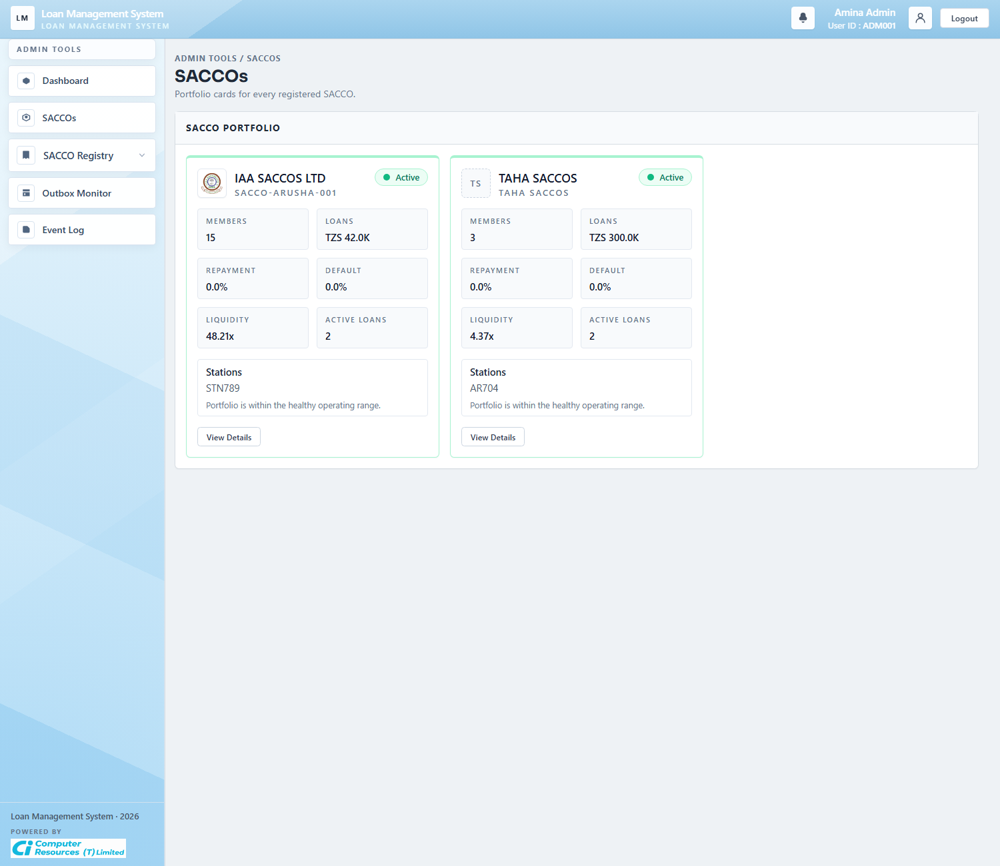 LM
Loan Management System
LOAN MANAGEMENT SYSTEM
Amina Admin
User ID : ADM001
Logout
ADMIN TOOLS
Dashboard
SACCOs
SACCO Registry
Outbox Monitor
Event Log
ADMIN TOOLS / SACCOS
SACCOs
Portfolio cards for every registered SACCO.
SACCO PORTFOLIO
IAA SACCOS LTD
SACCO-ARUSHA-001
Active
MEMBERS
15
LOANS
TZS 42.0K
REPAYMENT
0.0%
DEFAULT
0.0%
LIQUIDITY
48.21x
ACTIVE LOANS
2
Stations
STN789
Portfolio is within the healthy operating range.
View Details
TS
TAHA SACCOS
TAHA SACCOS
Active
MEMBERS
3
LOANS
TZS 300.0K
REPAYMENT
0.0%
DEFAULT
0.0%
LIQUIDITY
4.37x
ACTIVE LOANS
2
Stations
AR704
Portfolio is within the healthy operating range.
View Details
Loan Management System · 2026
POWERED BY
Ci Computer
Resources (T) Limited